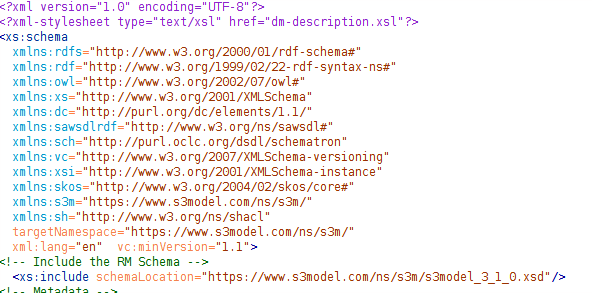 <?xml version="1.0" encoding="UTF-8"?>
<?xml-stylesheet type="text/xsl" href="dm-description.xsl"?>
<xs:schema
xmlns:rdfs="http://www.w3.org/2000/01/rdf-schema#"
xmlns:rdf="http://www.w3.org/1999/02/22-rdf-syntax-ns#"
xmlns:owl="http://www.w3.org/2002/07/owl#"
xmlns:xs="http://www.w3.org/2001/XMLSchema"
xmlns:dc="http://purl.org/dc/elements/1.1/"
xmlns:sawsdlrdf="http://www.w3.org/ns/sawsdl#"
xmlns:sch="http://purl.oclc.org/dsdl/schematron"
xmlns:vc="http://www.w3.org/2007/XMLSchema-versioning"
xmlns:xsi="http://www.w3.org/2001/XMLSchema-instance"
xmlns:skos="http://www.w3.org/2004/02/skos/core#"
xmlns:s3m="https://www.s3model.com/ns/s3m/"
xmlns:sh="http://www.w3.org/ns/shacl"
targetNamespace="https://www.s3model.com/ns/s3m/"
xml:lang="en" vc:minVersion="1.1">
<!-- Include the RM Schema -->
<xs:include schemaLocation="https://www.s3model.com/ns/s3m/s3model_3_1_0.xsd"/>
<!-- Metadata -->